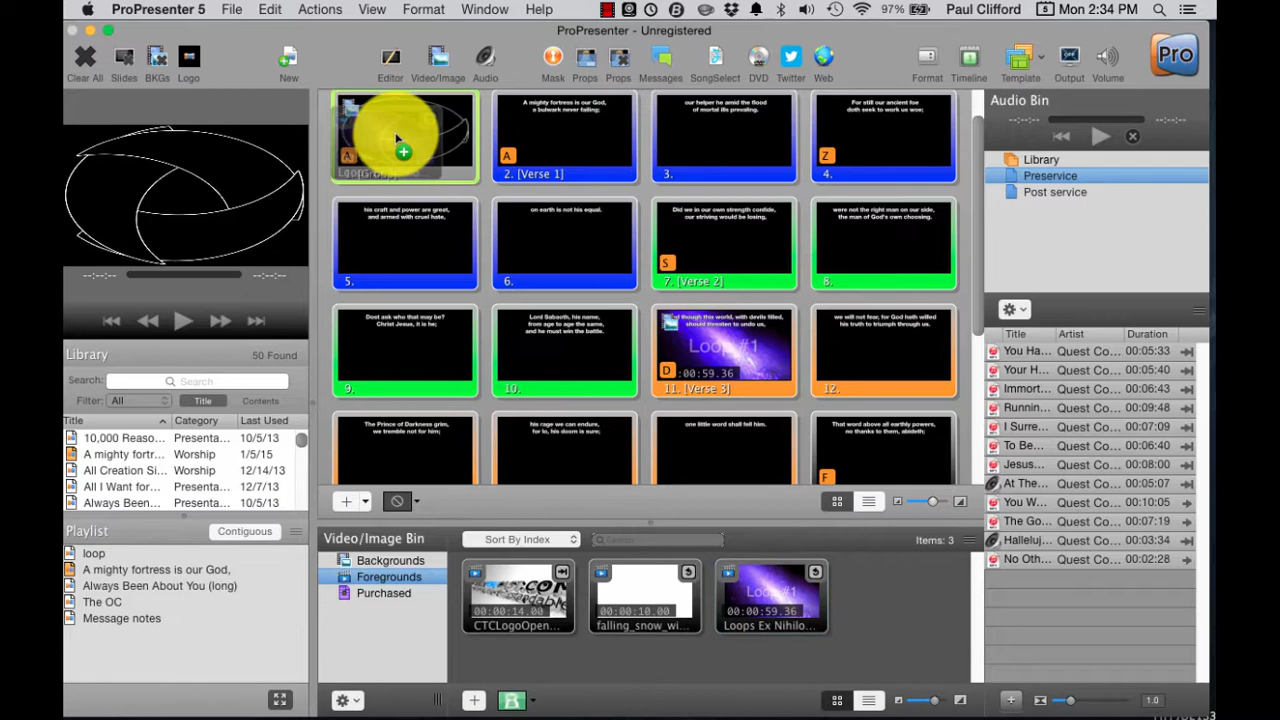 ProPresenter 5 File Edit Actions View Format Window Help 97% Paul Clifford Mon 2:34 PM
ProPresenter - Unregistered
Clear All Slides BKGs Logo New Editor Video/Image Audio Mask Props Props Messages SongSelect DVD Twitter Web Format Timeline Template Output Volume
Pro
A
A mighty fortress is our God,
a bulwark never failing;
A
2. [Verse 1]
our helper he amid the flood
of mortal ills prevailing.
3.
For still our ancient foe
doth seek to work us woe;
Z
4.
his craft and power are great,
and armed with cruel hate,
5.
on earth is not his equal.
6.
Did we in our own strength confide,
our striving would be losing,
S
7. [Verse 2]
were not the right man on our side,
the man of God's own choosing.
8.
Dost ask who that may be?
Christ Jesus, it is he;
9.
Lord Sabaoth, his name,
from age to age the same,
and he must win the battle.
10.
though this world, with devils filled,
should threaten to undo us,
Loop #1
:00:59.36
D
11. [Verse 3]
we will not fear, for God hath willed
his truth to triumph through us.
12.
The Prince of Darkness grim,
we tremble not for him;
his rage we can endure,
for lo, his doom is sure;
one little word shall fell him.
That word above all earthly powers,
no thanks to them, abideth;
F
--:--:-- --:--:--
Library 50 Found
Search: Search
Filter: All Title Contents
Title Category Last Used
10,000 Reaso... Presenta... 10/5/13
A mighty fortr... Worship 1/5/15
All Creation Si... Worship 12/14/13
All I Want for... Presenta... 12/7/13
Always Been... Presenta... 10/5/13
Playlist Contiguous
loop
A mighty fortress is our God,
Always Been About You (long)
The OC
Message notes
Video/Image Bin Sort By Index Search Items: 3
Backgrounds
Foregrounds
Purchased
00:00:14.00
CTCLogoOpen...
00:00:10.00
falling_snow_wi...
Loop #1
00:00:59.36
Loops Ex Nihilo...
Audio Bin
--:--:-- --:--:--
Library
Preservice
Post service
Title Artist Duration
You Ha... Quest Co... 00:05:33
Your H... Quest Co... 00:05:40
Immort... Quest Co... 00:06:43
Runnin... Quest Co... 00:09:48
I Surre... Quest Co... 00:07:09
To Be... Quest Co... 00:06:40
Jesus... Quest Co... 00:08:00
At The... Quest Co... 00:05:07
You W... Quest Co... 00:10:05
The Go... Quest Co... 00:07:19
Halleluj... Quest Co... 00:03:34
No Oth... Quest Co... 00:02:28
1.0